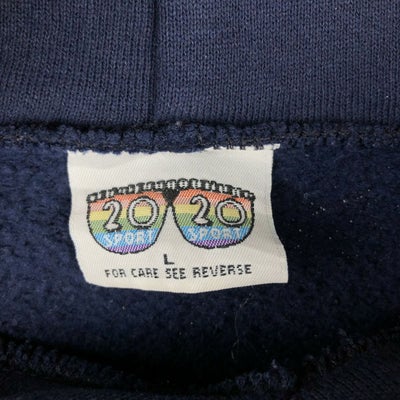 20 20
SPORT SPORT
L
FOR CARE SEE REVERSE